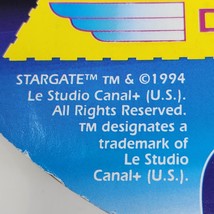 STARGATE™ TM & ©1994
Le Studio Canal+ (U.S.).
All Rights Reserved.
TM designates a
trademark of
Le Studio
Canal+ (U.S.).